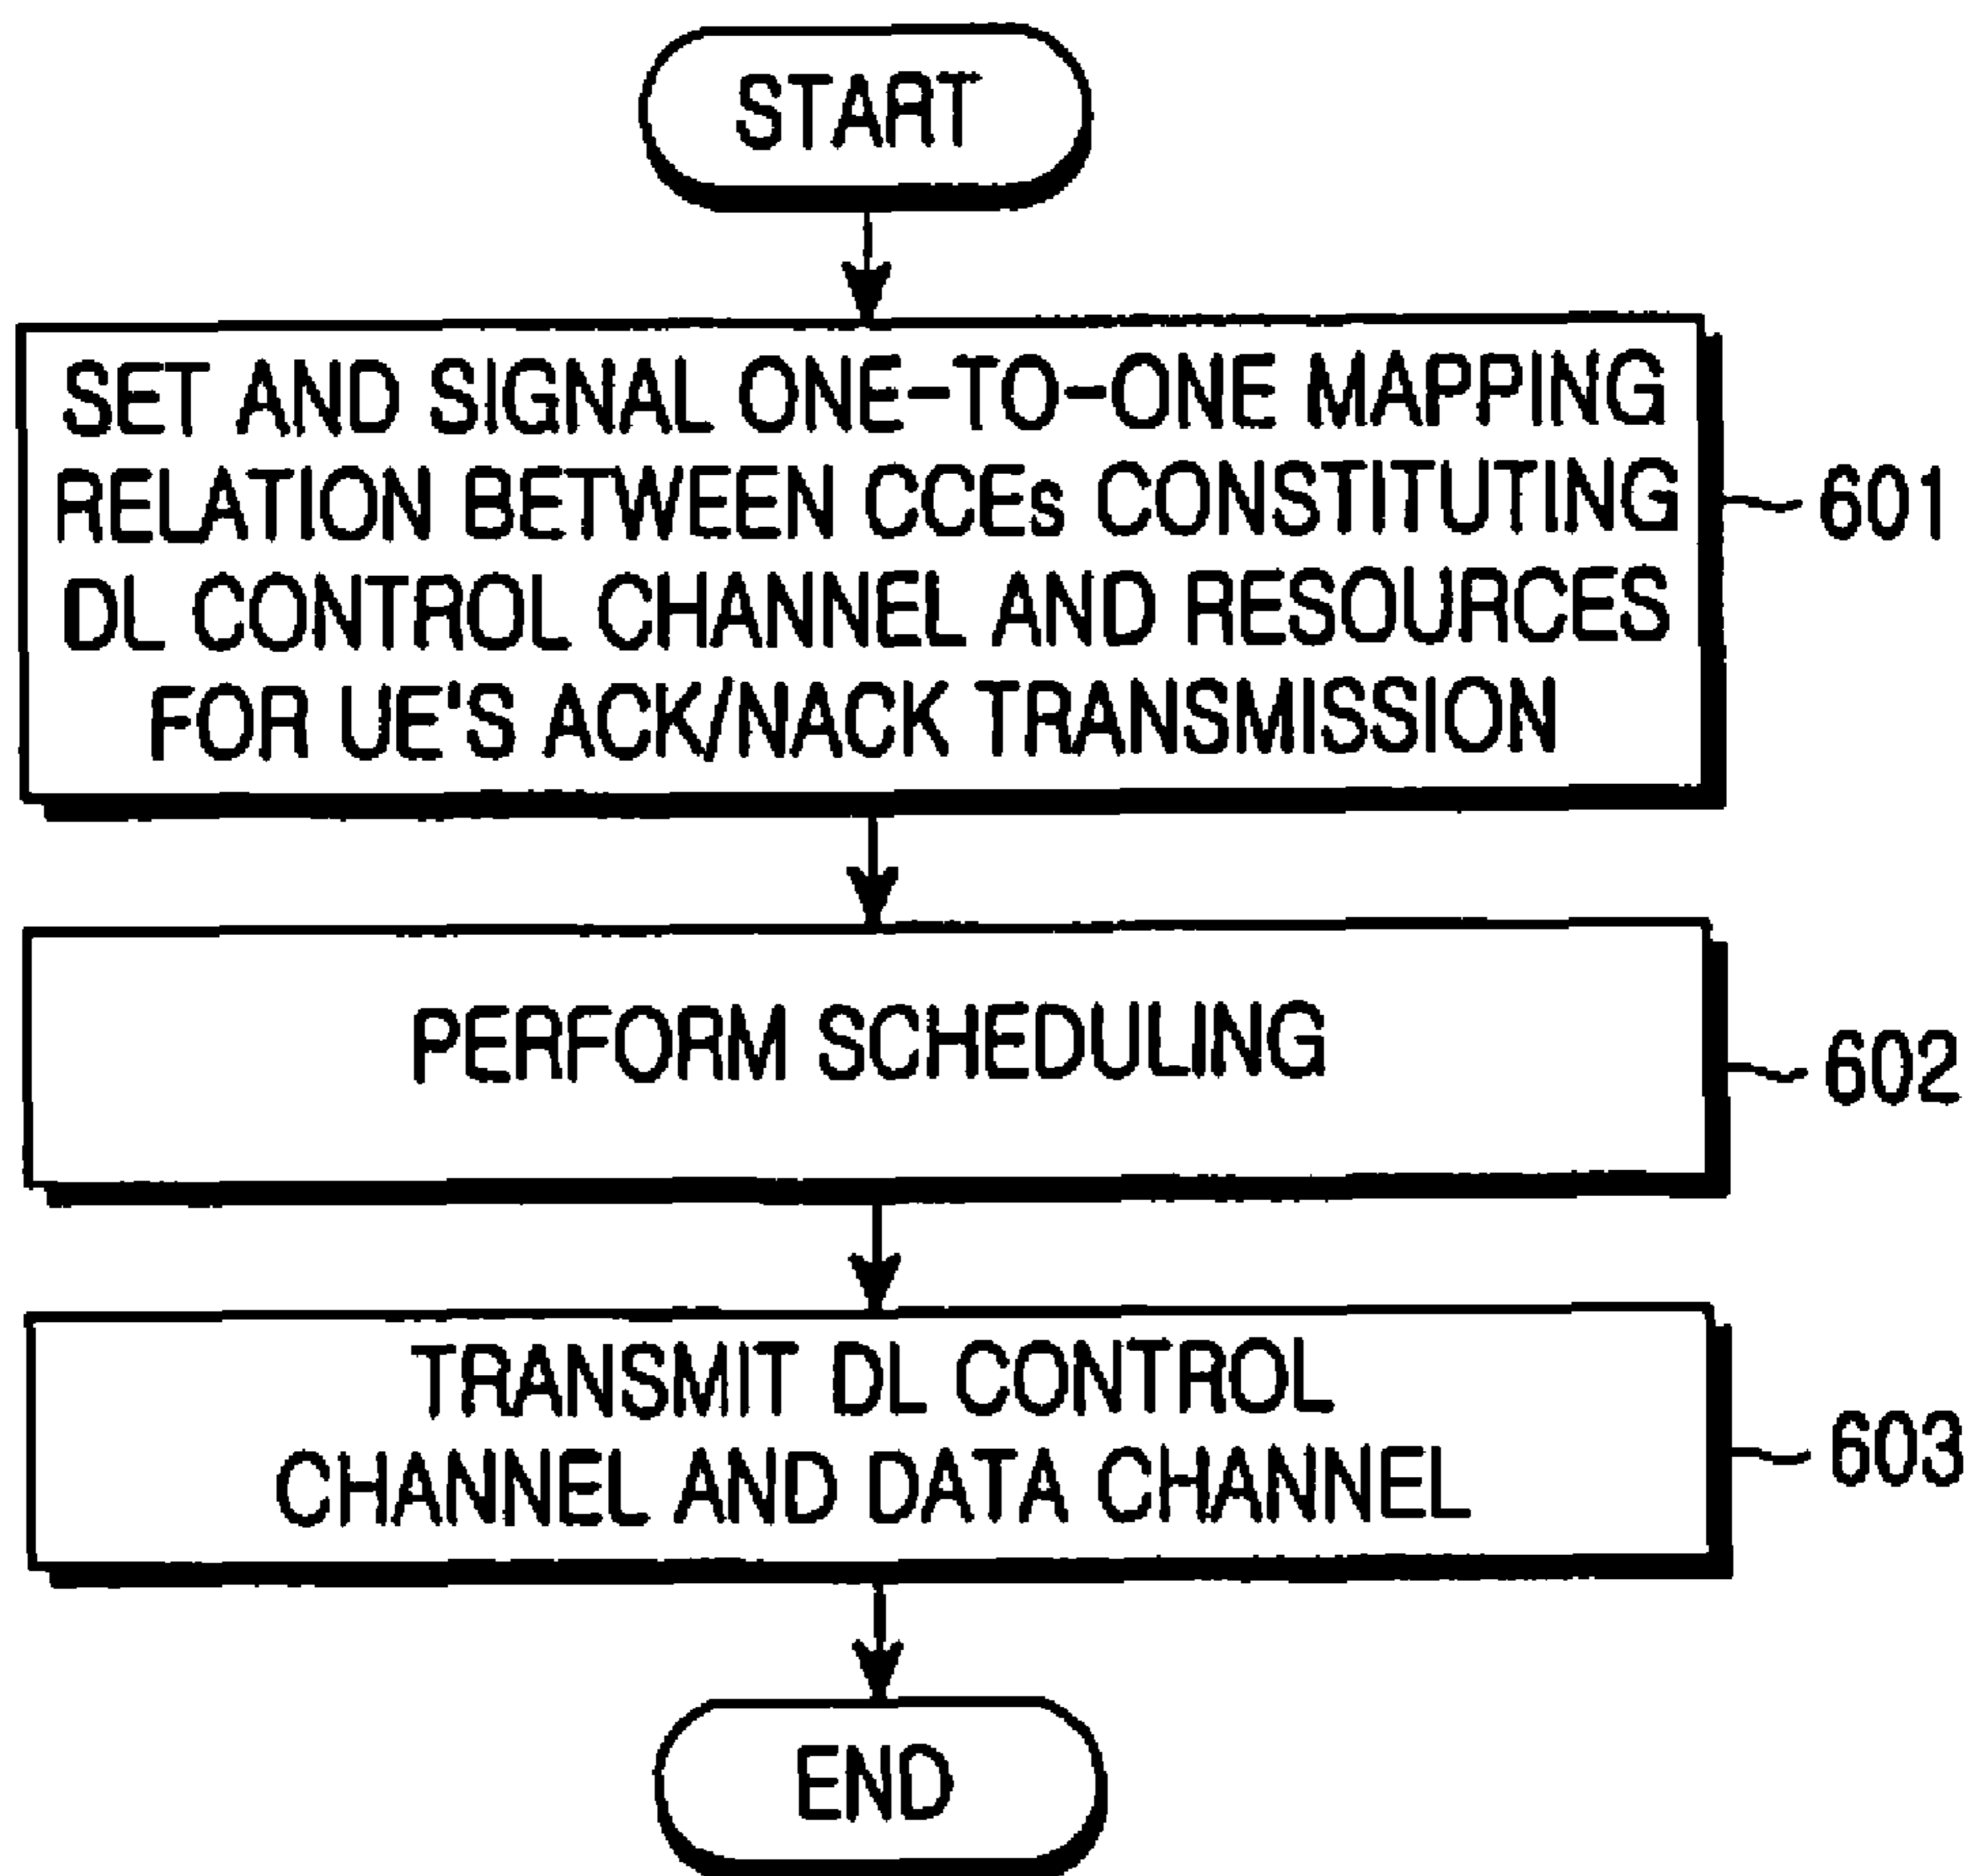 START
SET AND SIGNAL ONE-TO-ONE MAPPING
RELATION BETWEEN CCEs CONSTITUTING
DL CONTROL CHANNEL AND RESOURCES
FOR UE'S ACK/NACK TRANSMISSION
601
PERFORM SCHEDULING
602
TRANSMIT DL CONTROL
CHANNEL AND DATA CHANNEL
603
END